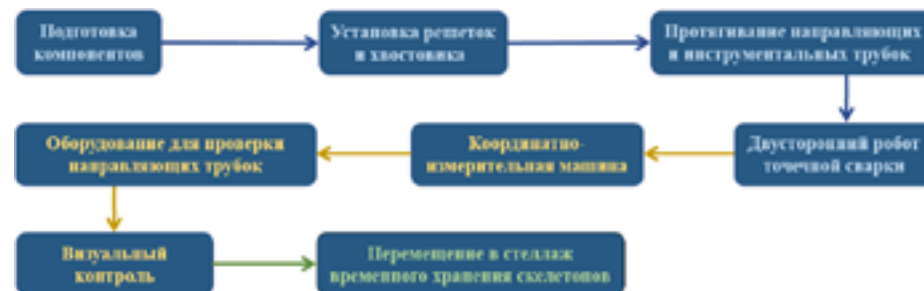 Подготовка
компонентов
Установка решеток
и хвостовика
Протягивание направляющих
и инструментальных трубок
Двусторонний робот
точечной сварки
Координатно-
измерительная машина
Оборудование для проверки
направляющих трубок
Визуальный
контроль
Перемещение в стеллаж
временного хранения скелетонов